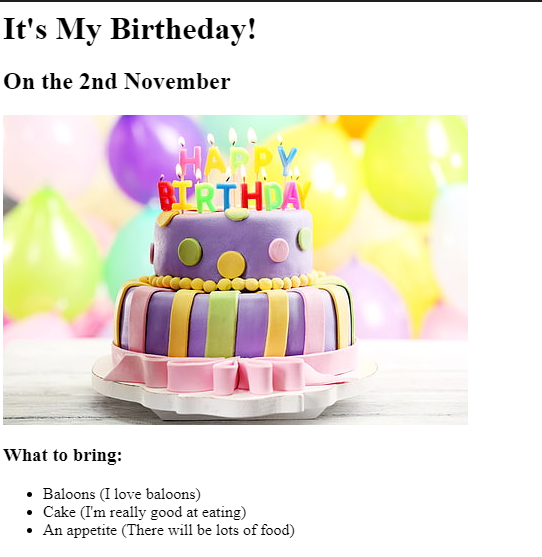 It's My Birtheday!
On the 2nd November
HAPPY
BIRTHDAY
What to bring:
Baloons (I love baloons)
Cake (I'm really good at eating)
An appetite (There will be lots of food)